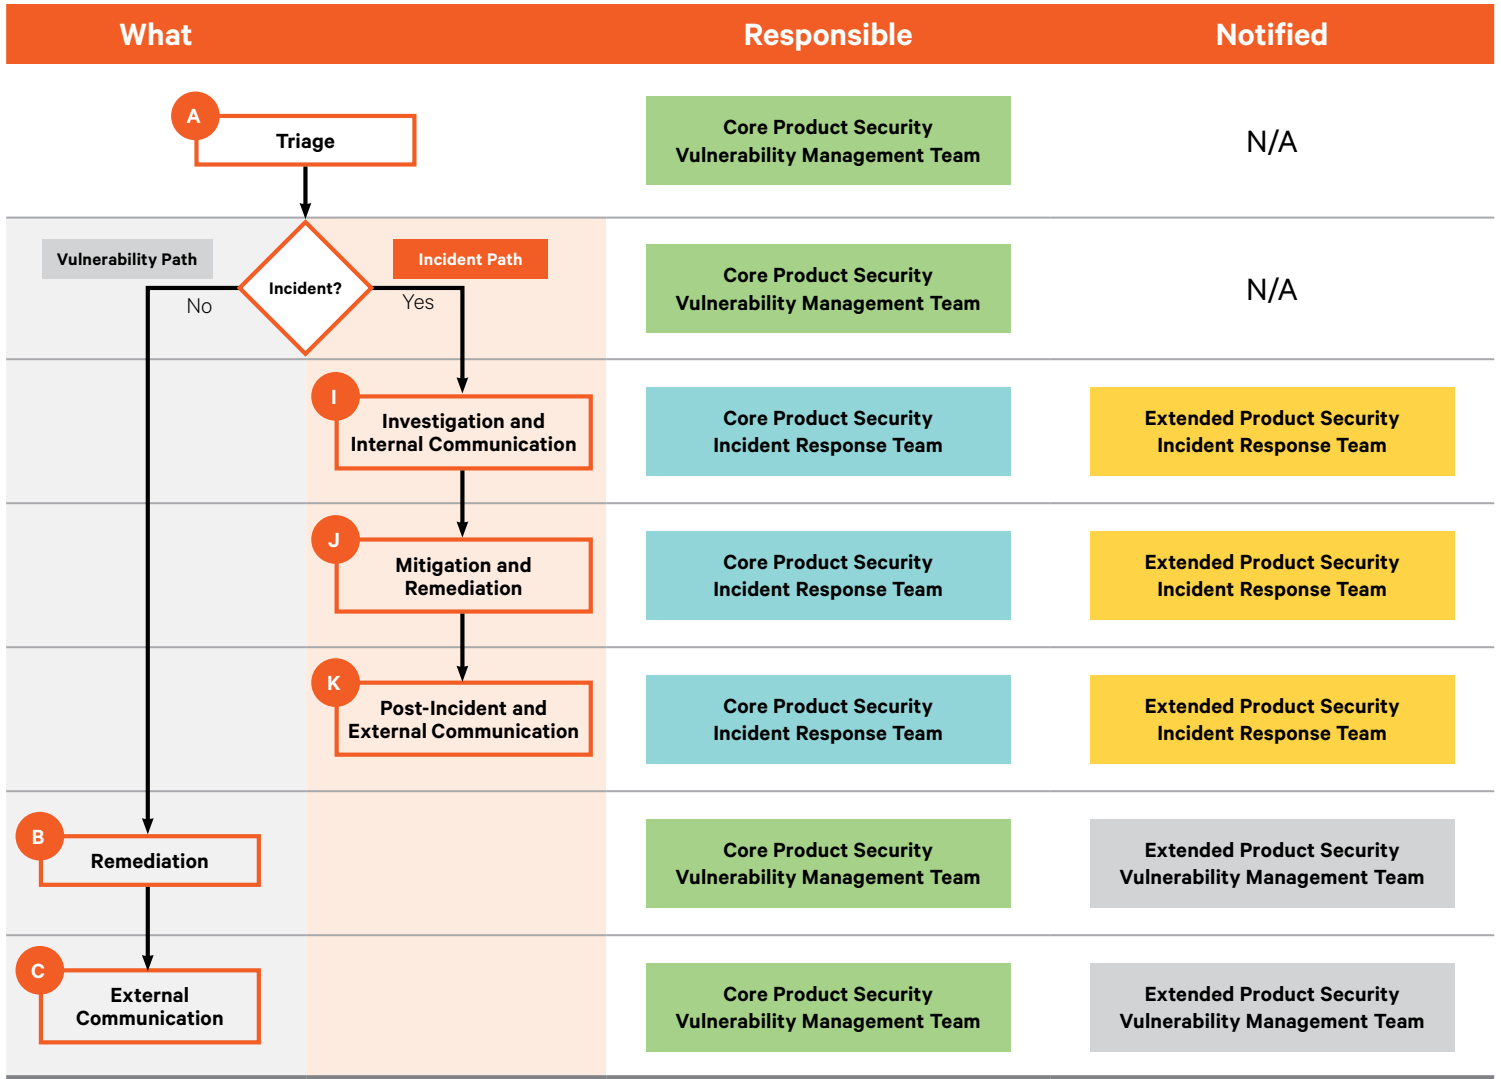 What
Responsible
Notified
A
Triage
Core Product Security
Vulnerability Management Team
N/A
Vulnerability Path
Incident Path
Incident?
No
Yes
Core Product Security
Vulnerability Management Team
N/A
I
Investigation and
Internal Communication
Core Product Security
Incident Response Team
Extended Product Security
Incident Response Team
J
Mitigation and
Remediation
Core Product Security
Incident Response Team
Extended Product Security
Incident Response Team
K
Post-Incident and
External Communication
Core Product Security
Incident Response Team
Extended Product Security
Incident Response Team
B
Remediation
Core Product Security
Vulnerability Management Team
Extended Product Security
Vulnerability Management Team
C
External
Communication
Core Product Security
Vulnerability Management Team
Extended Product Security
Vulnerability Management Team